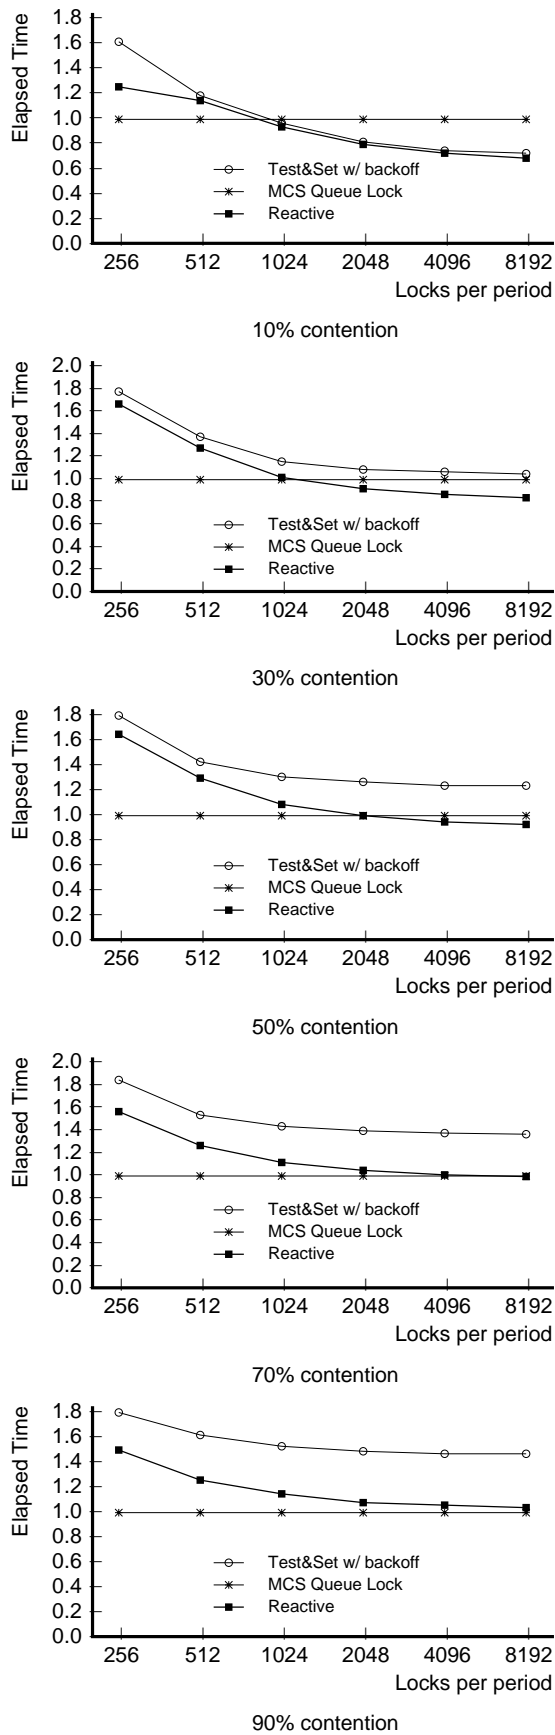 Elapsed Time
1.8
1.6
1.4
1.2
1.0
0.8
0.6
0.4
0.2
0.0
Test&Set w/ backoff
MCS Queue Lock
Reactive
256 512 1024 2048 4096 8192
Locks per period
10% contention
Elapsed Time
2.0
1.8
1.6
1.4
1.2
1.0
0.8
0.6
0.4
0.2
0.0
Test&Set w/ backoff
MCS Queue Lock
Reactive
256 512 1024 2048 4096 8192
Locks per period
30% contention
Elapsed Time
1.8
1.6
1.4
1.2
1.0
0.8
0.6
0.4
0.2
0.0
Test&Set w/ backoff
MCS Queue Lock
Reactive
256 512 1024 2048 4096 8192
Locks per period
50% contention
Elapsed Time
2.0
1.8
1.6
1.4
1.2
1.0
0.8
0.6
0.4
0.2
0.0
Test&Set w/ backoff
MCS Queue Lock
Reactive
256 512 1024 2048 4096 8192
Locks per period
70% contention
Elapsed Time
1.8
1.6
1.4
1.2
1.0
0.8
0.6
0.4
0.2
0.0
Test&Set w/ backoff
MCS Queue Lock
Reactive
256 512 1024 2048 4096 8192
Locks per period
90% contention